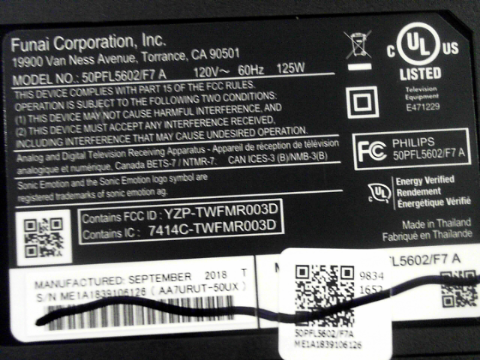 Funai Corporation, Inc.
19900 Van Ness Avenue, Torrance, CA 90501
MODEL NO.: 50PFL5602/F7 A 120V~ 60Hz 125W
THIS DEVICE COMPLIES WITH PART 15 OF THE FCC RULES.
OPERATION IS SUBJECT TO THE FOLLOWING TWO CONDITIONS:
(1) THIS DEVICE MAY NOT CAUSE HARMFUL INTERFERENCE, AND
(2) THIS DEVICE MUST ACCEPT ANY INTERFERENCE RECEIVED,
INCLUDING INTERFERENCE THAT MAY CAUSE UNDESIRED OPERATION.
Analog and Digital Television Receiving Apparatus - Appareil de réception de télévision
analogique et numérique, Canada BETS-7 / NTMR-7. CAN ICES-3 (B)/NMB-3(B)
Sonic Emotion and the Sonic Emotion logo symbol are
registered trademarks of sonic emotion ag.
Contains FCC ID : YZP-TWFMR003D
Contains IC : 7414C-TWFMR003D
C UL US
LISTED
Television
Equipment
E471229
FC PHILIPS
50PFL5602/F7 A
UL
Energy Verified
Rendement
Énergétique Vérifié
Made in Thailand
Fabriqué en Thaïlande
MANUFACTURED: SEPTEMBER 2018 T
S/N ME1A1839106126 (AA7URUT-50UX)
M
FL5602/F7 A
9834
1652
50PFL5602/F7A
ME1A1839106126